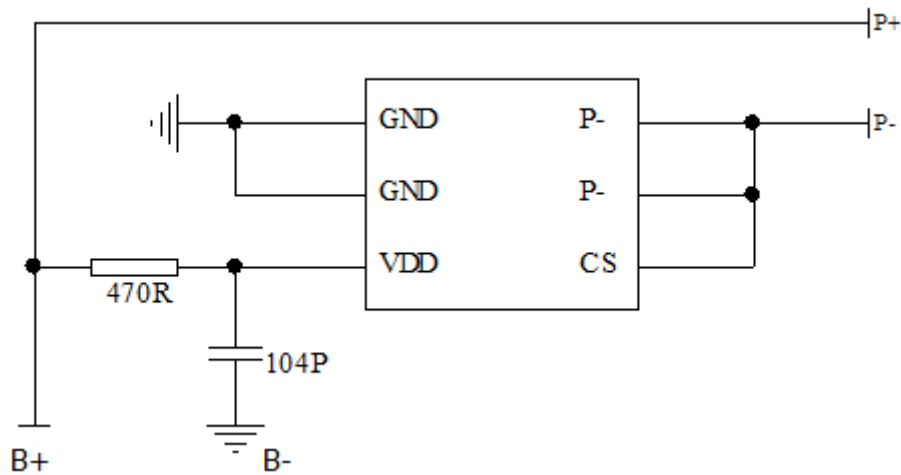 P+
GND P- P-
GND P-
VDD CS
470R
104P
B+ B-